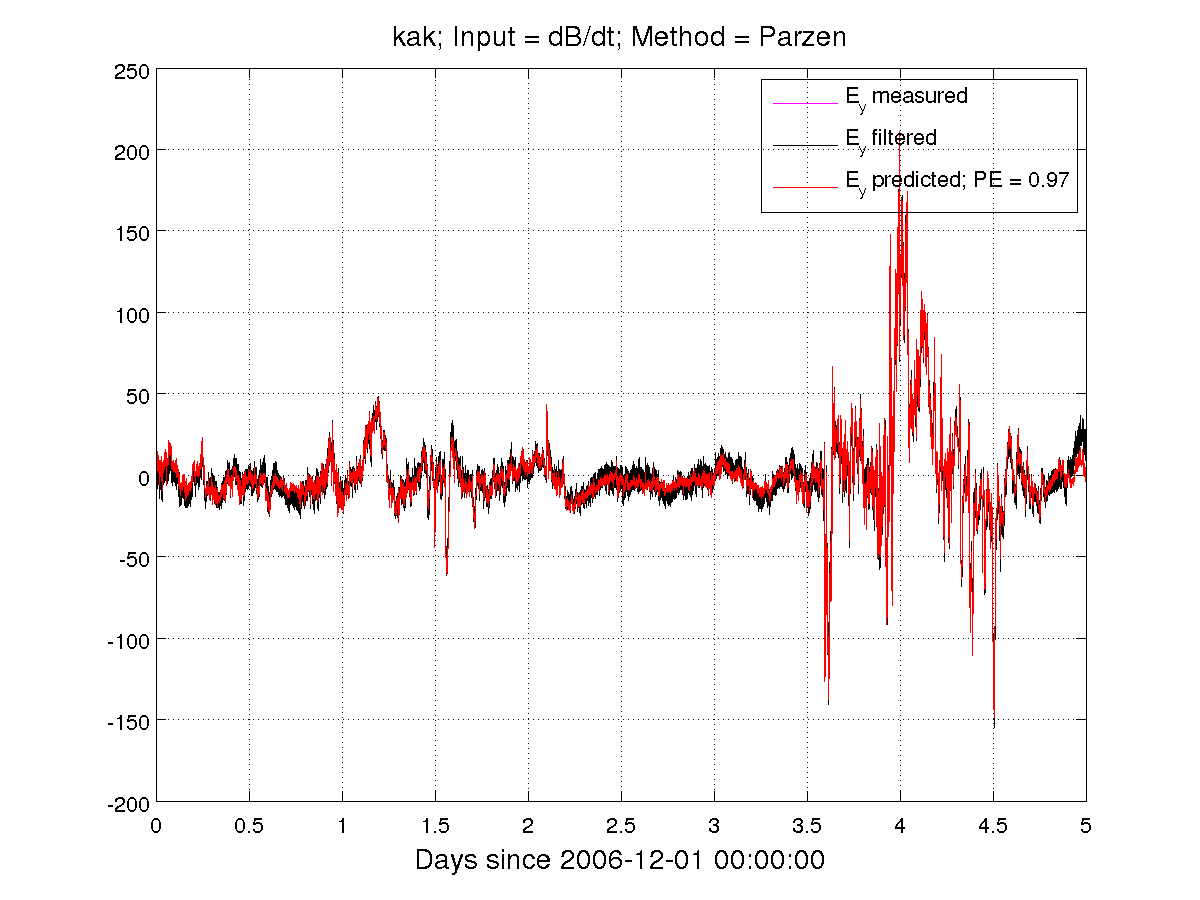 kak; Input = dB/dt; Method = Parzen
250
200
150
100
50
0
-50
-100
-150
-200
E_y measured
E_y filtered
E_y predicted; PE = 0.97
0 0.5 1 1.5 2 2.5 3 3.5 4 4.5 5
Days since 2006-12-01 00:00:00